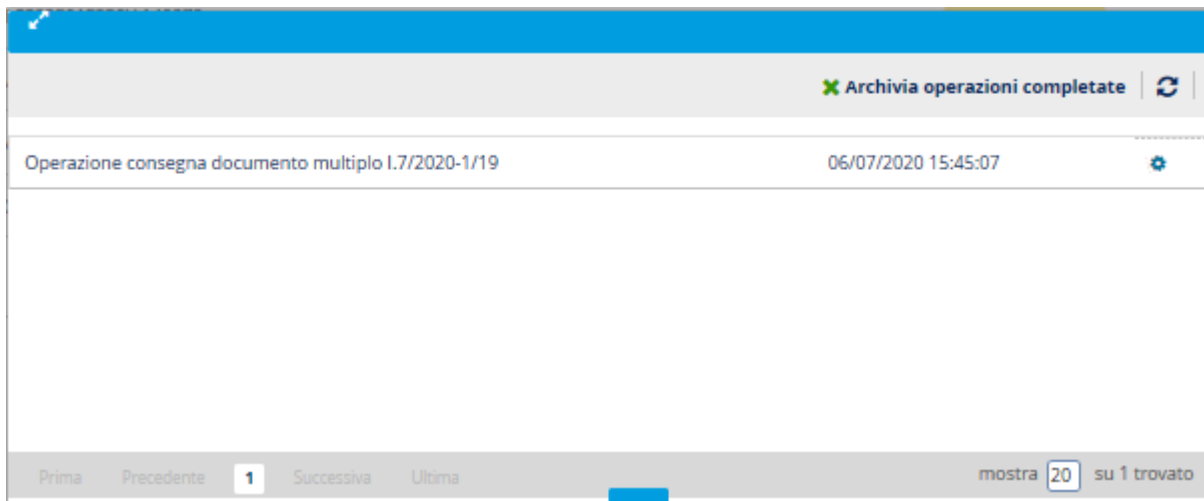 Archivia operazioni completate
Operazione consegna documento multiplo I.7/2020-1/19 06/07/2020 15:45:07
Prima Precedente 1 Successiva Ultima mostra 20 su 1 trovato